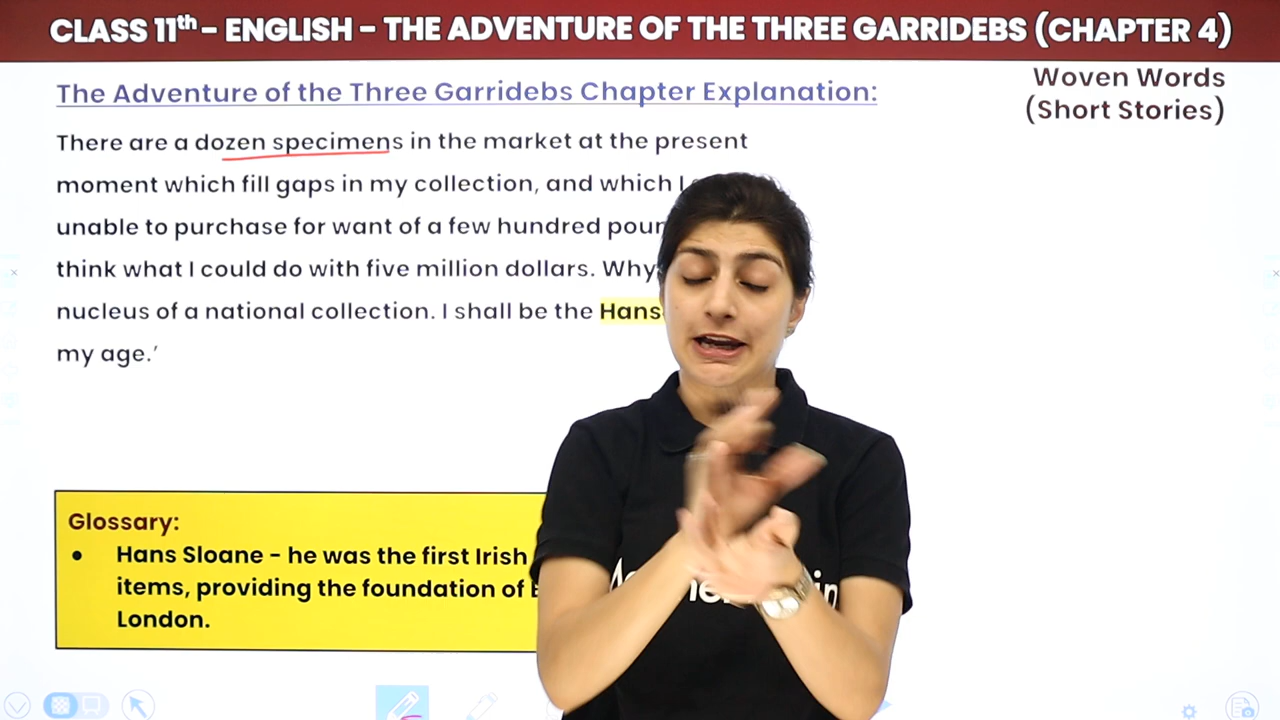 CLASS 11th – ENGLISH – THE ADVENTURE OF THE THREE GARRIDEBS (CHAPTER 4)
The Adventure of the Three Garridebs Chapter Explanation:
Woven Words
(Short Stories)
There are a dozen specimens in the market at the present
moment which fill gaps in my collection, and which I
unable to purchase for want of a few hundred
think what I could do with five million dollars. Why
nucleus of a national collection. I shall be the Hans
my age.’
Glossary:
• Hans Sloane – he was the first Irish
items, providing the foundation of
London.